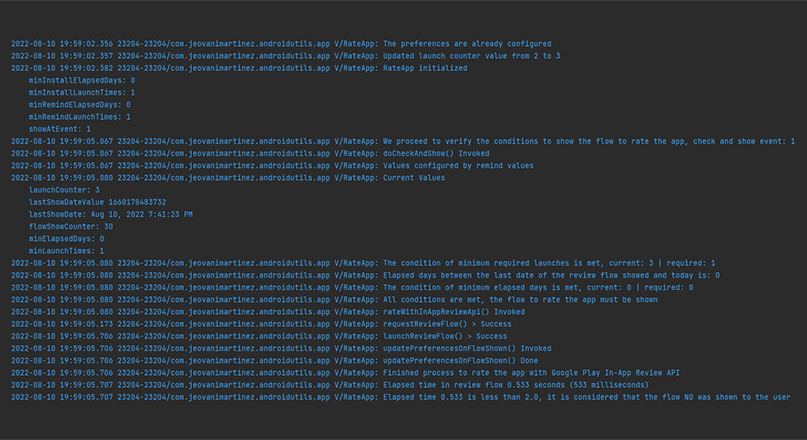 2022-08-10 19:59:02.356 23204-23204/com.jeovanimartinez.androidutils.app V/RateApp: The preferences are already configured
2022-08-10 19:59:02.357 23204-23204/com.jeovanimartinez.androidutils.app V/RateApp: Updated launch counter value from 2 to 3
2022-08-10 19:59:02.382 23204-23204/com.jeovanimartinez.androidutils.app V/RateApp: RateApp initialized
minInstallElapsedDays: 0
minInstallLaunchTimes: 1
minRemindElapsedDays: 0
minRemindLaunchTimes: 1
showAtEvent: 1
2022-08-10 19:59:05.067 23204-23204/com.jeovanimartinez.androidutils.app V/RateApp: We proceed to verify the conditions to show the flow to rate the app, check and show event: 1
2022-08-10 19:59:05.067 23204-23204/com.jeovanimartinez.androidutils.app V/RateApp: doCheckAndShow() Invoked
2022-08-10 19:59:05.067 23204-23204/com.jeovanimartinez.androidutils.app V/RateApp: Values configured by remind values
2022-08-10 19:59:05.080 23204-23204/com.jeovanimartinez.androidutils.app V/RateApp: Current Values
launchCounter: 3
lastShowDateValue 1660178483732
lastShowDate: Aug 10, 2022 7:41:23 PM
flowShowCounter: 30
minElapsedDays: 0
minLaunchTimes: 1
2022-08-10 19:59:05.080 23204-23204/com.jeovanimartinez.androidutils.app V/RateApp: The condition of minimum required launches is met, current: 3 | required: 1
2022-08-10 19:59:05.080 23204-23204/com.jeovanimartinez.androidutils.app V/RateApp: Elapsed days between the last date of the review flow showed and today is: 0
2022-08-10 19:59:05.080 23204-23204/com.jeovanimartinez.androidutils.app V/RateApp: The condition of minimum elapsed days is met, current: 0 | required: 0
2022-08-10 19:59:05.080 23204-23204/com.jeovanimartinez.androidutils.app V/RateApp: All conditions are met, the flow to rate the app must be shown
2022-08-10 19:59:05.080 23204-23204/com.jeovanimartinez.androidutils.app V/RateApp: rateWithInAppReviewApi() Invoked
2022-08-10 19:59:05.173 23204-23204/com.jeovanimartinez.androidutils.app V/RateApp: requestReviewFlow() > Success
2022-08-10 19:59:05.706 23204-23204/com.jeovanimartinez.androidutils.app V/RateApp: launchReviewFlow() > Success
2022-08-10 19:59:05.706 23204-23204/com.jeovanimartinez.androidutils.app V/RateApp: updatePreferencesOnFlowShown() Invoked
2022-08-10 19:59:05.706 23204-23204/com.jeovanimartinez.androidutils.app V/RateApp: updatePreferencesOnFlowShown() Done
2022-08-10 19:59:05.706 23204-23204/com.jeovanimartinez.androidutils.app V/RateApp: Finished process to rate the app with Google Play In-App Review API
2022-08-10 19:59:05.707 23204-23204/com.jeovanimartinez.androidutils.app V/RateApp: Elapsed time in review flow 0.533 seconds (533 milliseconds)
2022-08-10 19:59:05.707 23204-23204/com.jeovanimartinez.androidutils.app V/RateApp: Elapsed time 0.533 is less than 2.0, it is considered that the flow NO was shown to the user